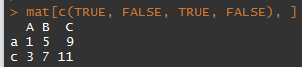 > mat[c(TRUE, FALSE, TRUE, FALSE), ]
  A B  C
a 1 5  9
c 3 7 11